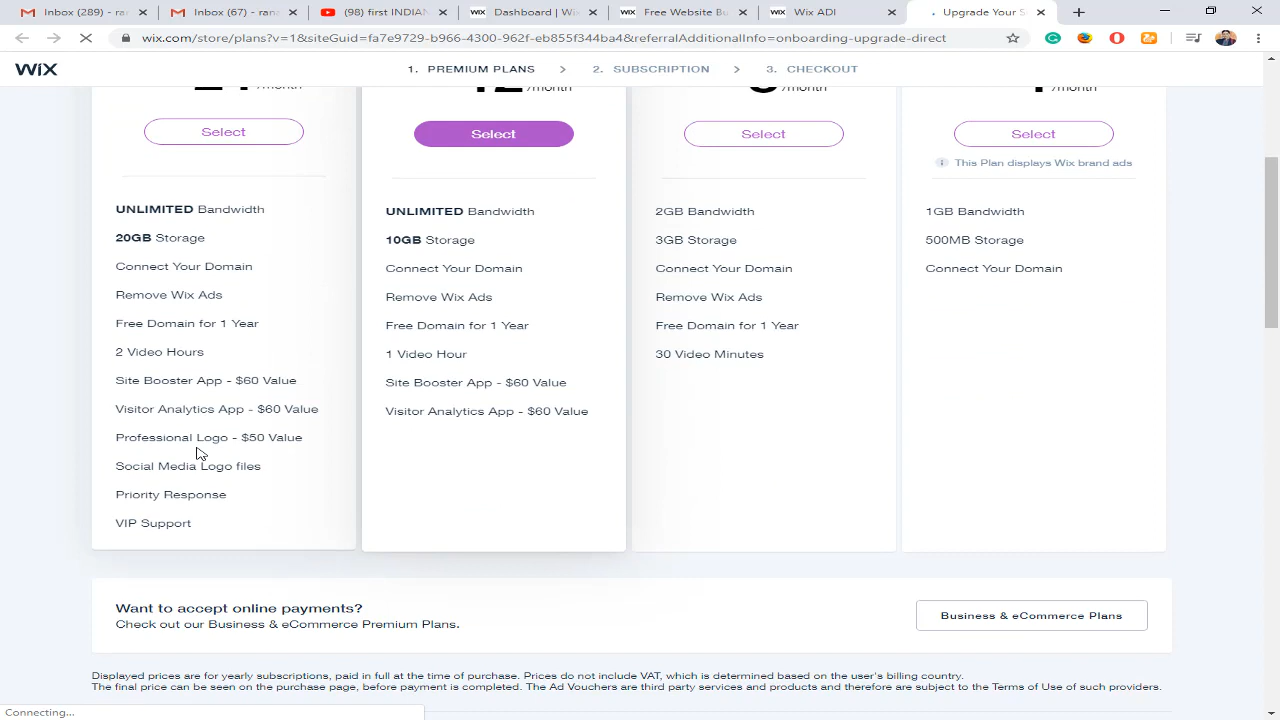 Inbox (289) - ran
Inbox (67) - rano
(98) first INDIAN
Dashboard | Wi
Free Website Bu
Wix ADI
Upgrade Your S
wix.com/store/plans?v=1&siteGuid=fa7e9729-b966-4300-962f-eb855f344ba4&referralAdditionalInfo=onboarding-upgrade-direct
WiX
1. PREMIUM PLANS > 2. SUBSCRIPTION > 3. CHECKOUT
/month
/month
/month
/month
Select
Select
Select
Select
This Plan displays Wix brand ads
UNLIMITED Bandwidth
20GB Storage
Connect Your Domain
Remove Wix Ads
Free Domain for 1 Year
2 Video Hours
Site Booster App - $60 Value
Visitor Analytics App - $60 Value
Professional Logo - $50 Value
Social Media Logo files
Priority Response
VIP Support
UNLIMITED Bandwidth
10GB Storage
Connect Your Domain
Remove Wix Ads
Free Domain for 1 Year
1 Video Hour
Site Booster App - $60 Value
Visitor Analytics App - $60 Value
2GB Bandwidth
3GB Storage
Connect Your Domain
Remove Wix Ads
Free Domain for 1 Year
30 Video Minutes
1GB Bandwidth
500MB Storage
Connect Your Domain
Want to accept online payments?
Check out our Business & eCommerce Premium Plans.
Business & eCommerce Plans
Displayed prices are for yearly subscriptions, paid in full at the time of purchase. Prices do not include VAT, which is determined based on the user's billing country.
The final price can be seen on the purchase page, before payment is completed. The Ad Vouchers are third party services and products and therefore are subject to the Terms of Use of such providers.
Connecting...